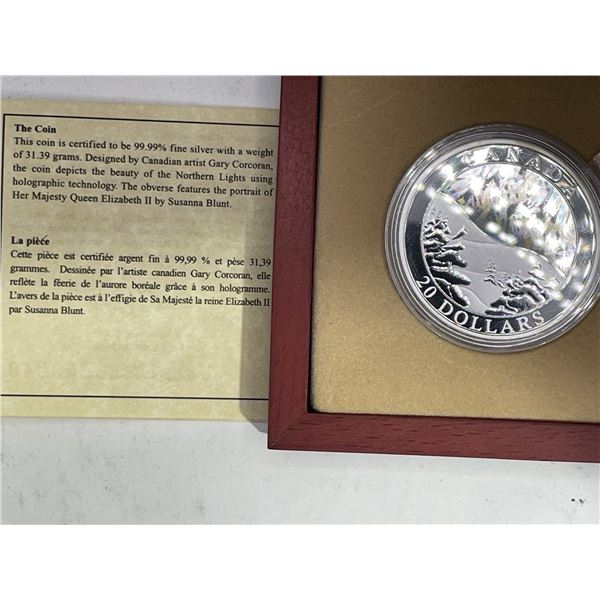 The Coin
This coin is certified to be 99.99% fine silver with a weight
of 31.39 grams. Designed by Canadian artist Gary Corcoran,
the coin depicts the beauty of the Northern Lights using
holographic technology. The obverse features the portrait of
Her Majesty Queen Elizabeth II by Susanna Blunt.
La pièce
Cette pièce est certifiée argent fin à 99,99 % et pèse 31,39
grammes. Dessinée par l'artiste canadien Gary Corcoran, elle
reflète la féerie de l'aurore boréale grâce à son hologramme.
L'avers de la pièce est à l'effigie de Sa Majesté la reine Elizabeth II
par Susanna Blunt.
CANADA
20 DOLLARS